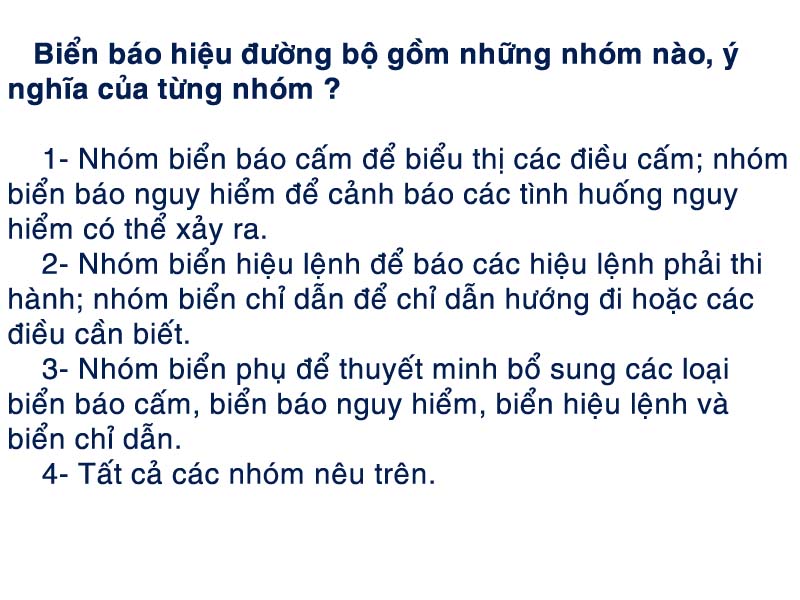 Biển báo hiệu đường bộ gồm những nhóm nào, ý
nghĩa của từng nhóm ?
1- Nhóm biển báo cấm để biểu thị các điều cấm; nhóm
biển báo nguy hiểm để cảnh báo các tình huống nguy
hiểm có thể xảy ra.
2- Nhóm biển hiệu lệnh để báo các hiệu lệnh phải thi
hành; nhóm biển chỉ dẫn để chỉ dẫn hướng đi hoặc các
điều cần biết.
3- Nhóm biển phụ để thuyết minh bổ sung các loại
biển báo cấm, biển báo nguy hiểm, biển hiệu lệnh và
biển chỉ dẫn.
4- Tất cả các nhóm nêu trên.